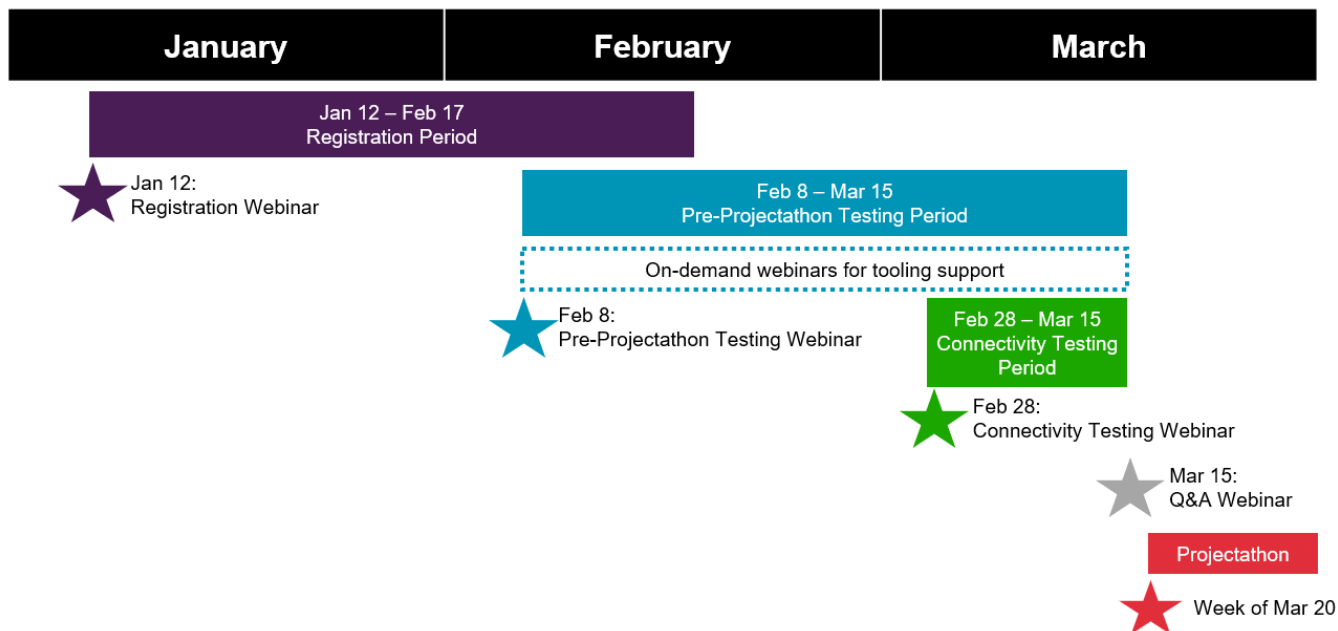 January
February
March
Jan 12 – Feb 17
Registration Period
Jan 12:
Registration Webinar
Feb 8 – Mar 15
Pre-Projectathon Testing Period
On-demand webinars for tooling support
Feb 8:
Pre-Projectathon Testing Webinar
Feb 28 – Mar 15
Connectivity Testing
Period
Feb 28:
Connectivity Testing Webinar
Mar 15:
Q&A Webinar
Projectathon
Week of Mar 20